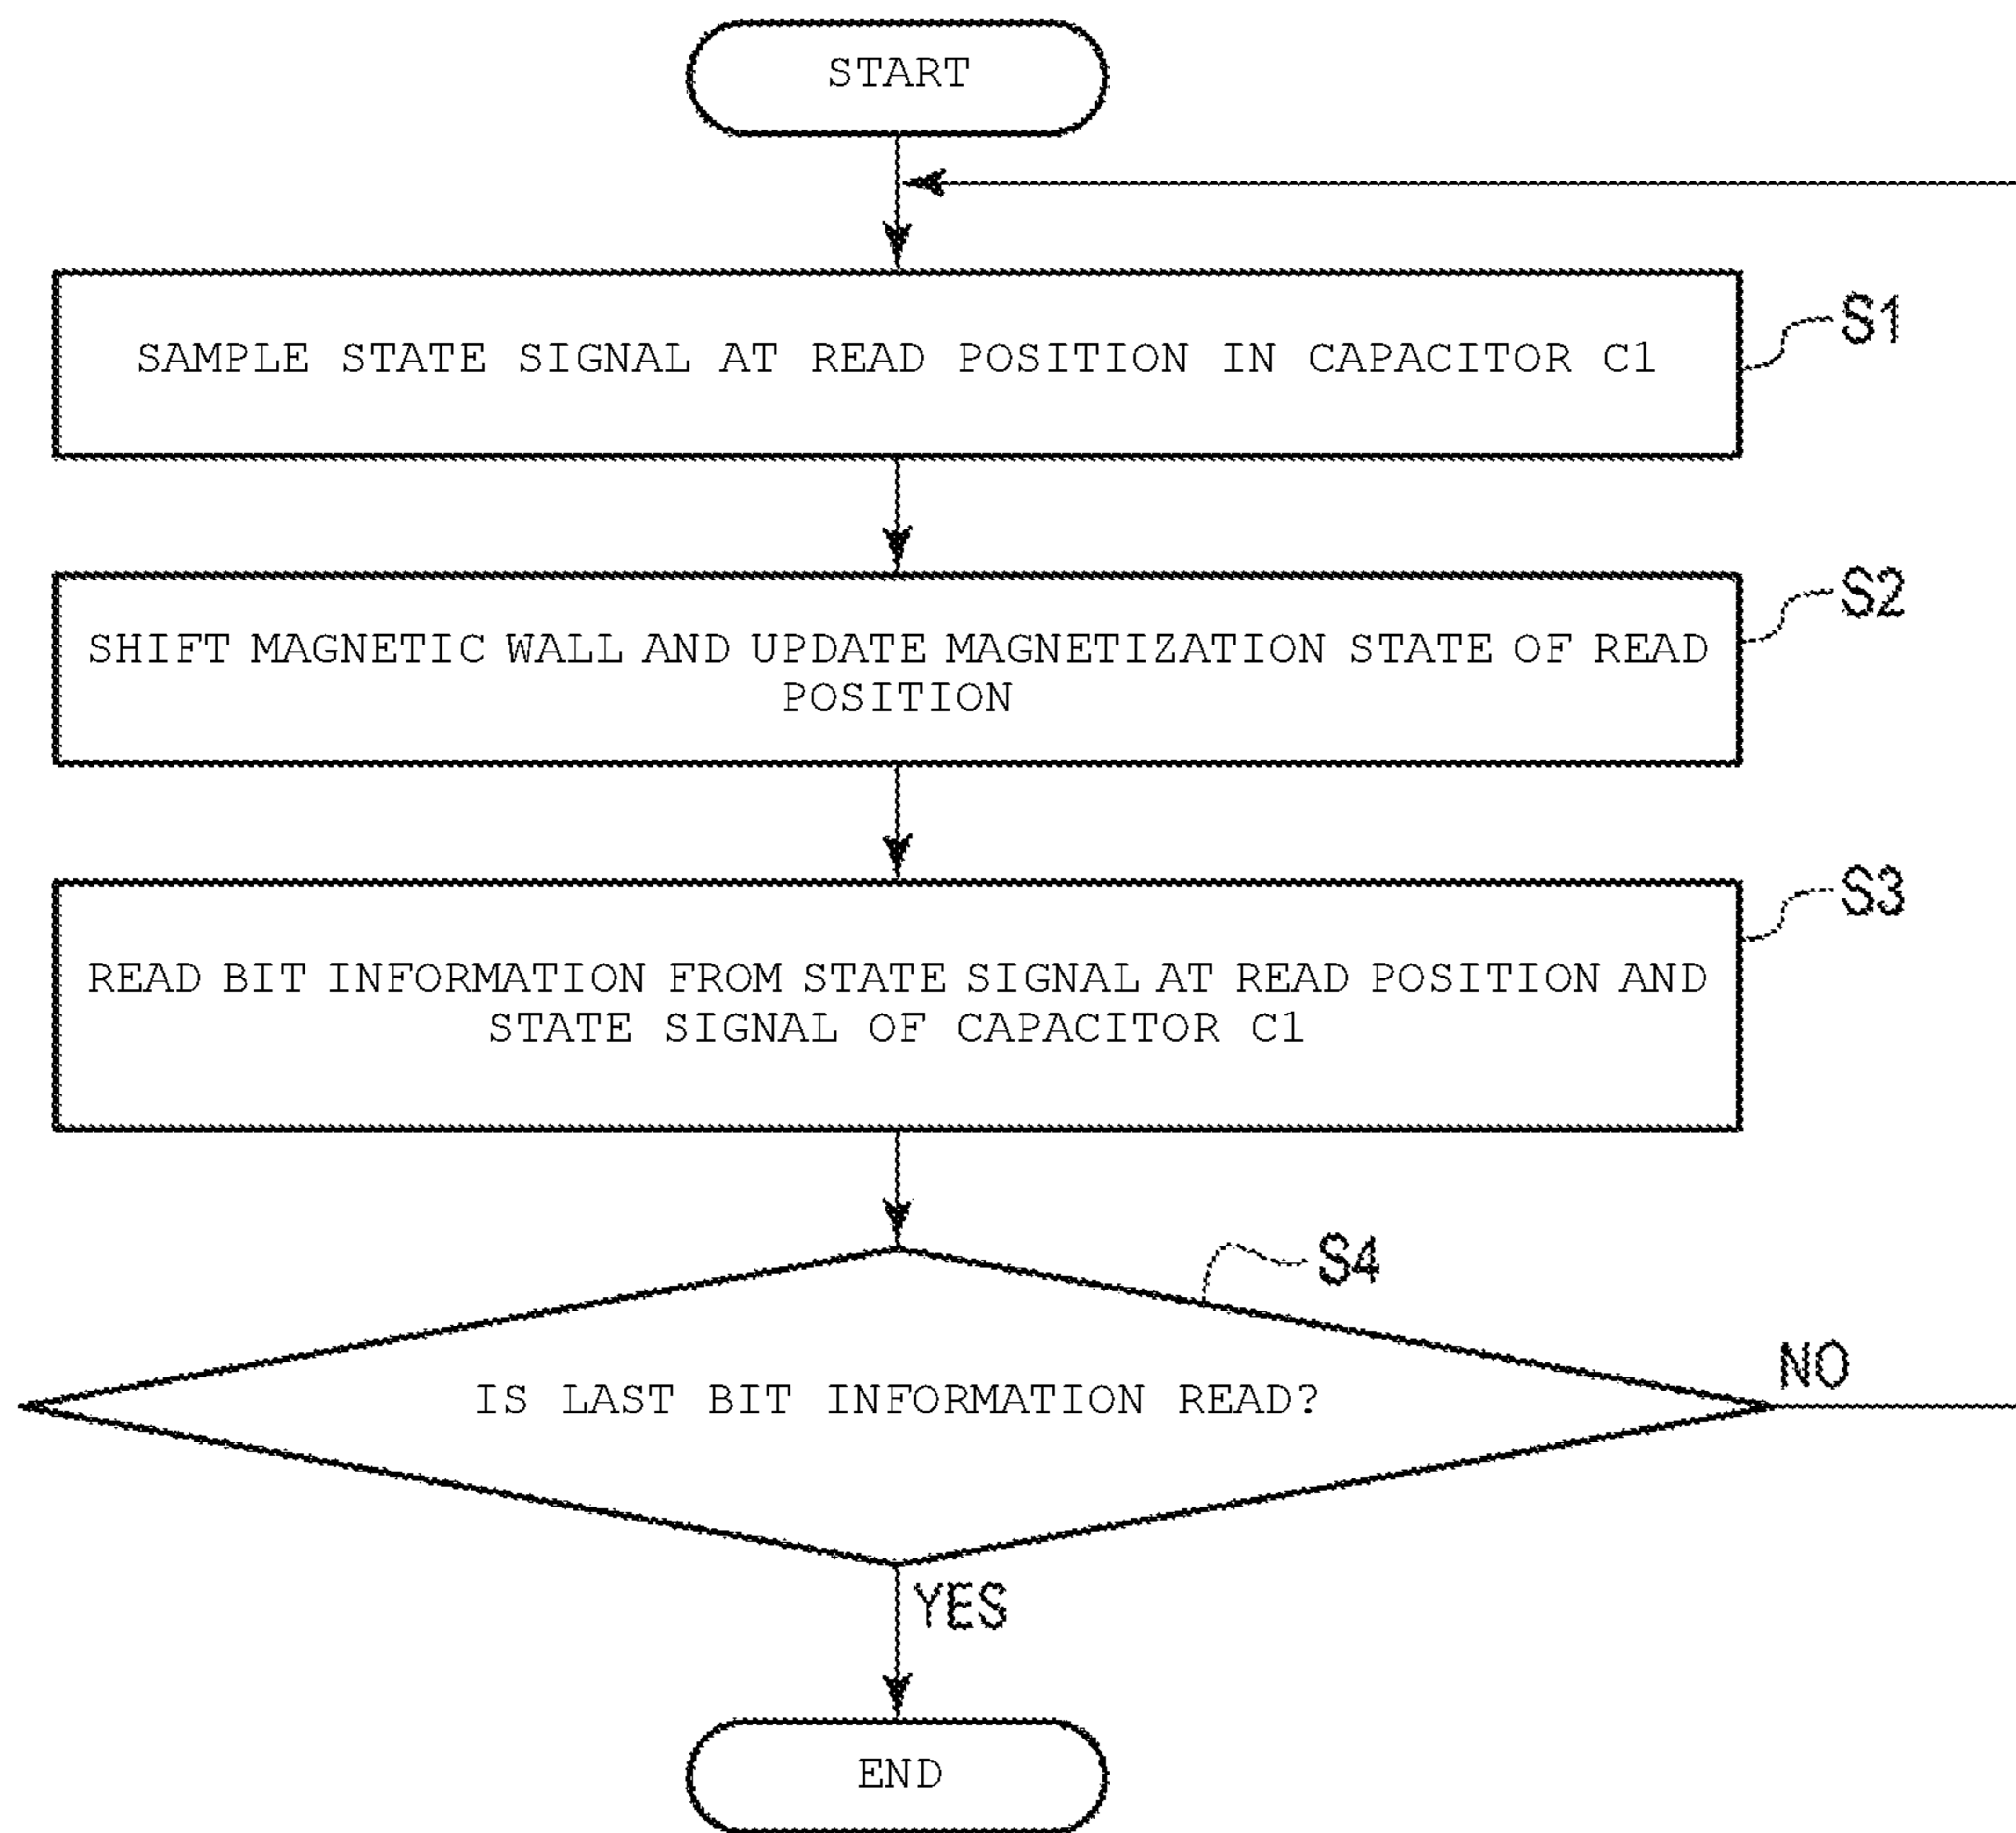 START
SAMPLE STATE SIGNAL AT READ POSITION IN CAPACITOR C1
S1
SHIFT MAGNETIC WALL AND UPDATE MAGNETIZATION STATE OF READ
POSITION
S2
READ BIT INFORMATION FROM STATE SIGNAL AT READ POSITION AND
STATE SIGNAL OF CAPACITOR C1
S3
S4
IS LAST BIT INFORMATION READ?
NO
YES
END